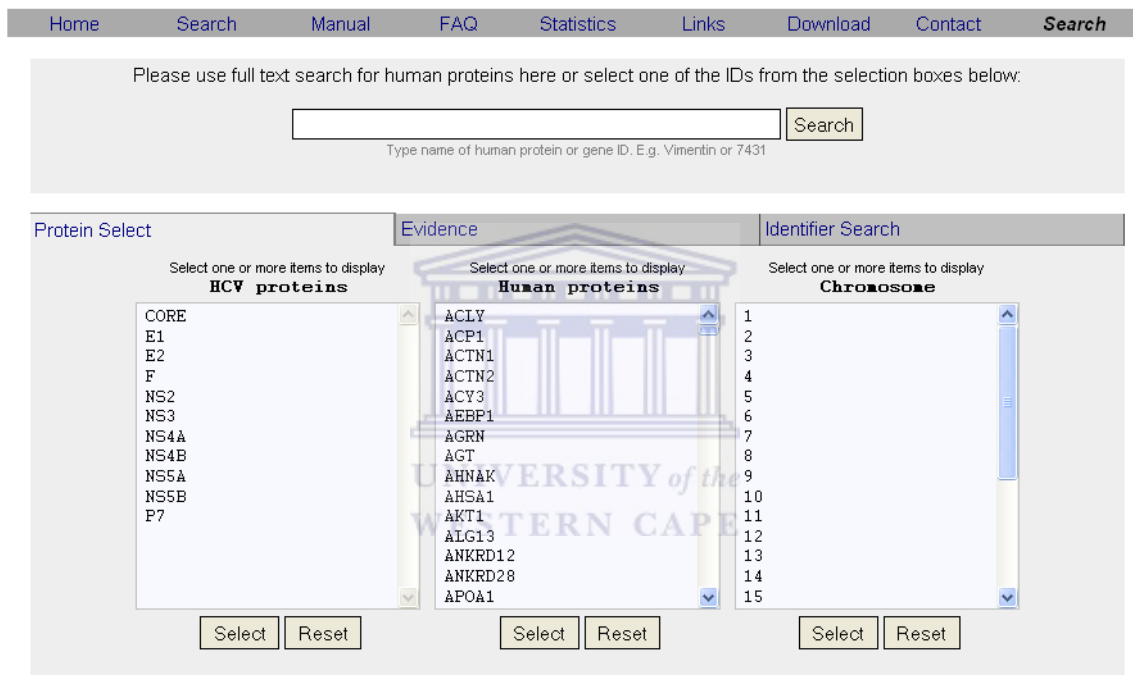 Home Search Manual FAQ Statistics Links Download Contact Search
Please use full text search for human proteins here or select one of the IDs from the selection boxes below:
Search
Type name of human protein or gene ID. E.g. Vimentin or 7431
Protein Select Evidence Identifier Search
Select one or more items to display
HCV proteins
CORE
E1
E2
F
NS2
NS3
NS4A
NS4B
NS5A
NS5B
P7
Select Reset
Select one or more items to display
Human proteins
ACLY
ACP1
ACTN1
ACTN2
ACY3
AEBP1
AGRN
AGT
AHNAK
AHSA1
AKT1
ALG13
ANKRD12
ANKRD28
APOA1
Select Reset
Select one or more items to display
Chromosome
1
2
3
4
5
6
7
8
9
10
11
12
13
14
15
Select Reset
UNIVERSITY of the
WESTERN CAPE